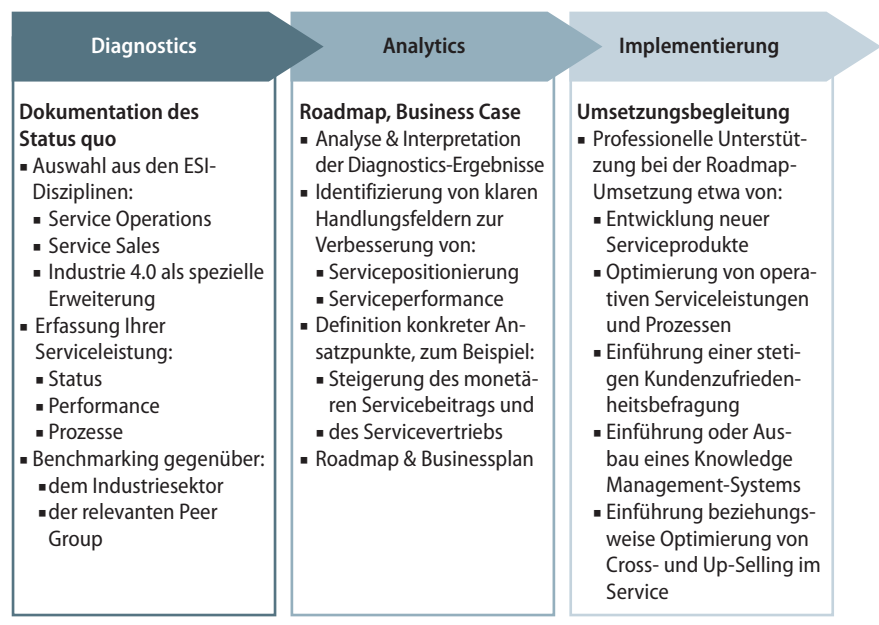 Diagnostics
Analytics
Implementierung
Dokumentation des
Status quo
▪ Auswahl aus den ESI-
Disziplinen:
▪ Service Operations
▪ Service Sales
▪ Industrie 4.0 als spezielle
Erweiterung
▪ Erfassung Ihrer
Serviceleistung:
▪ Status
▪ Performance
▪ Prozesse
▪ Benchmarking gegenüber:
▪ dem Industriesektor
▪ der relevanten Peer
Group
Roadmap, Business Case
▪ Analyse & Interpretation
der Diagnostics-Ergebnisse
▪ Identifizierung von klaren
Handlungsfeldern zur
Verbesserung von:
▪ Servicepositionierung
▪ Serviceperformance
▪ Definition konkreter An-
satzpunkte, zum Beispiel:
▪ Steigerung des monetä-
ren Servicebeitrags und
▪ des Servicevertriebs
▪ Roadmap & Businessplan
Umsetzungsbegleitung
▪ Professionelle Unterstüt-
zung bei der Roadmap-
Umsetzung etwa von:
▪ Entwicklung neuer
Serviceprodukte
▪ Optimierung von opera-
tiven Serviceleistungen
und Prozessen
▪ Einführung einer steti-
gen Kundenzufrieden-
heitsbefragung
▪ Einführung oder Aus-
bau eines Knowledge
Management-Systems
▪ Einführung beziehungs-
weise Optimierung von
Cross- und Up-Selling im
Service